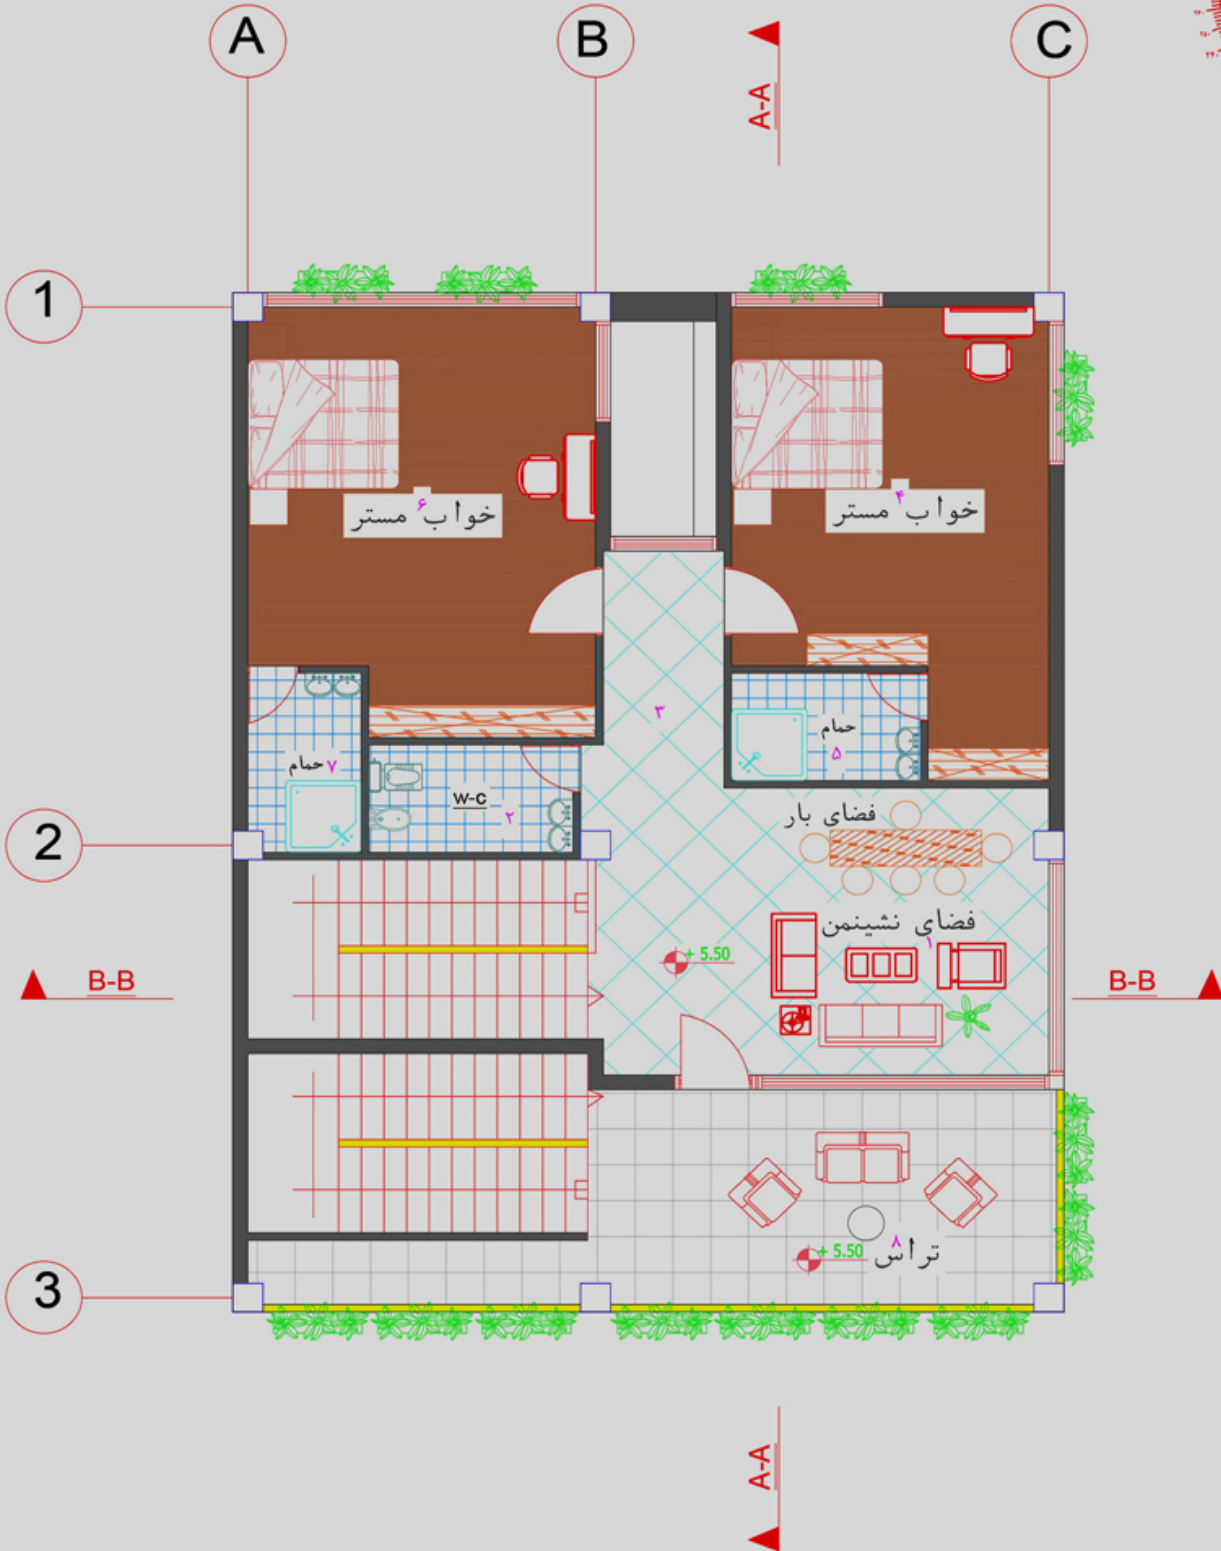 A
B
C
A-A
1
خواب مستر
۶
خواب مستر
۴
۳
حمام
۵
حمام ۷
w-c
۲
فضای بار
2
فضای نشینمن
۱
+ 5.50
B-B
B-B
تراس
۸
+ 5.50
3
A-A